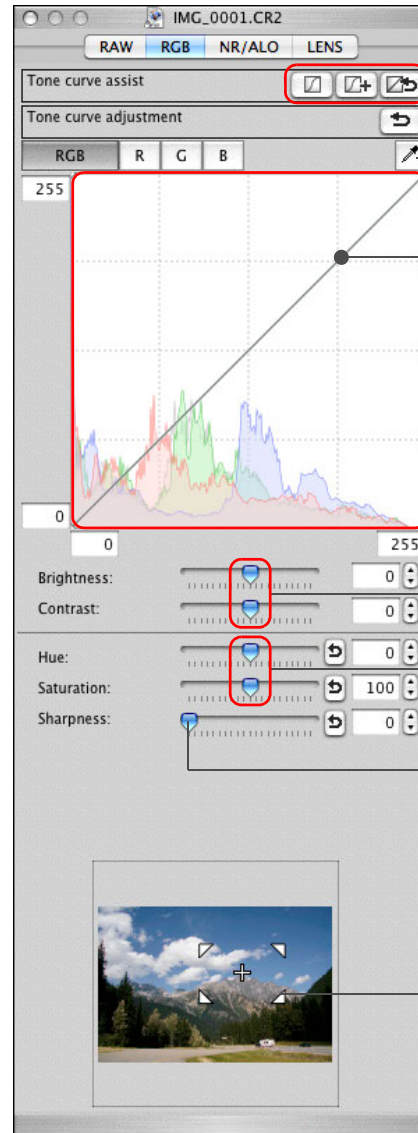 IMG_0001.CR2
RAW RGB NR/ALO LENS
Tone curve assist
Tone curve adjustment
RGB R G B
255
0
0 255
Brightness: 0
Contrast: 0
Hue: 0
Saturation: 100
Sharpness: 0